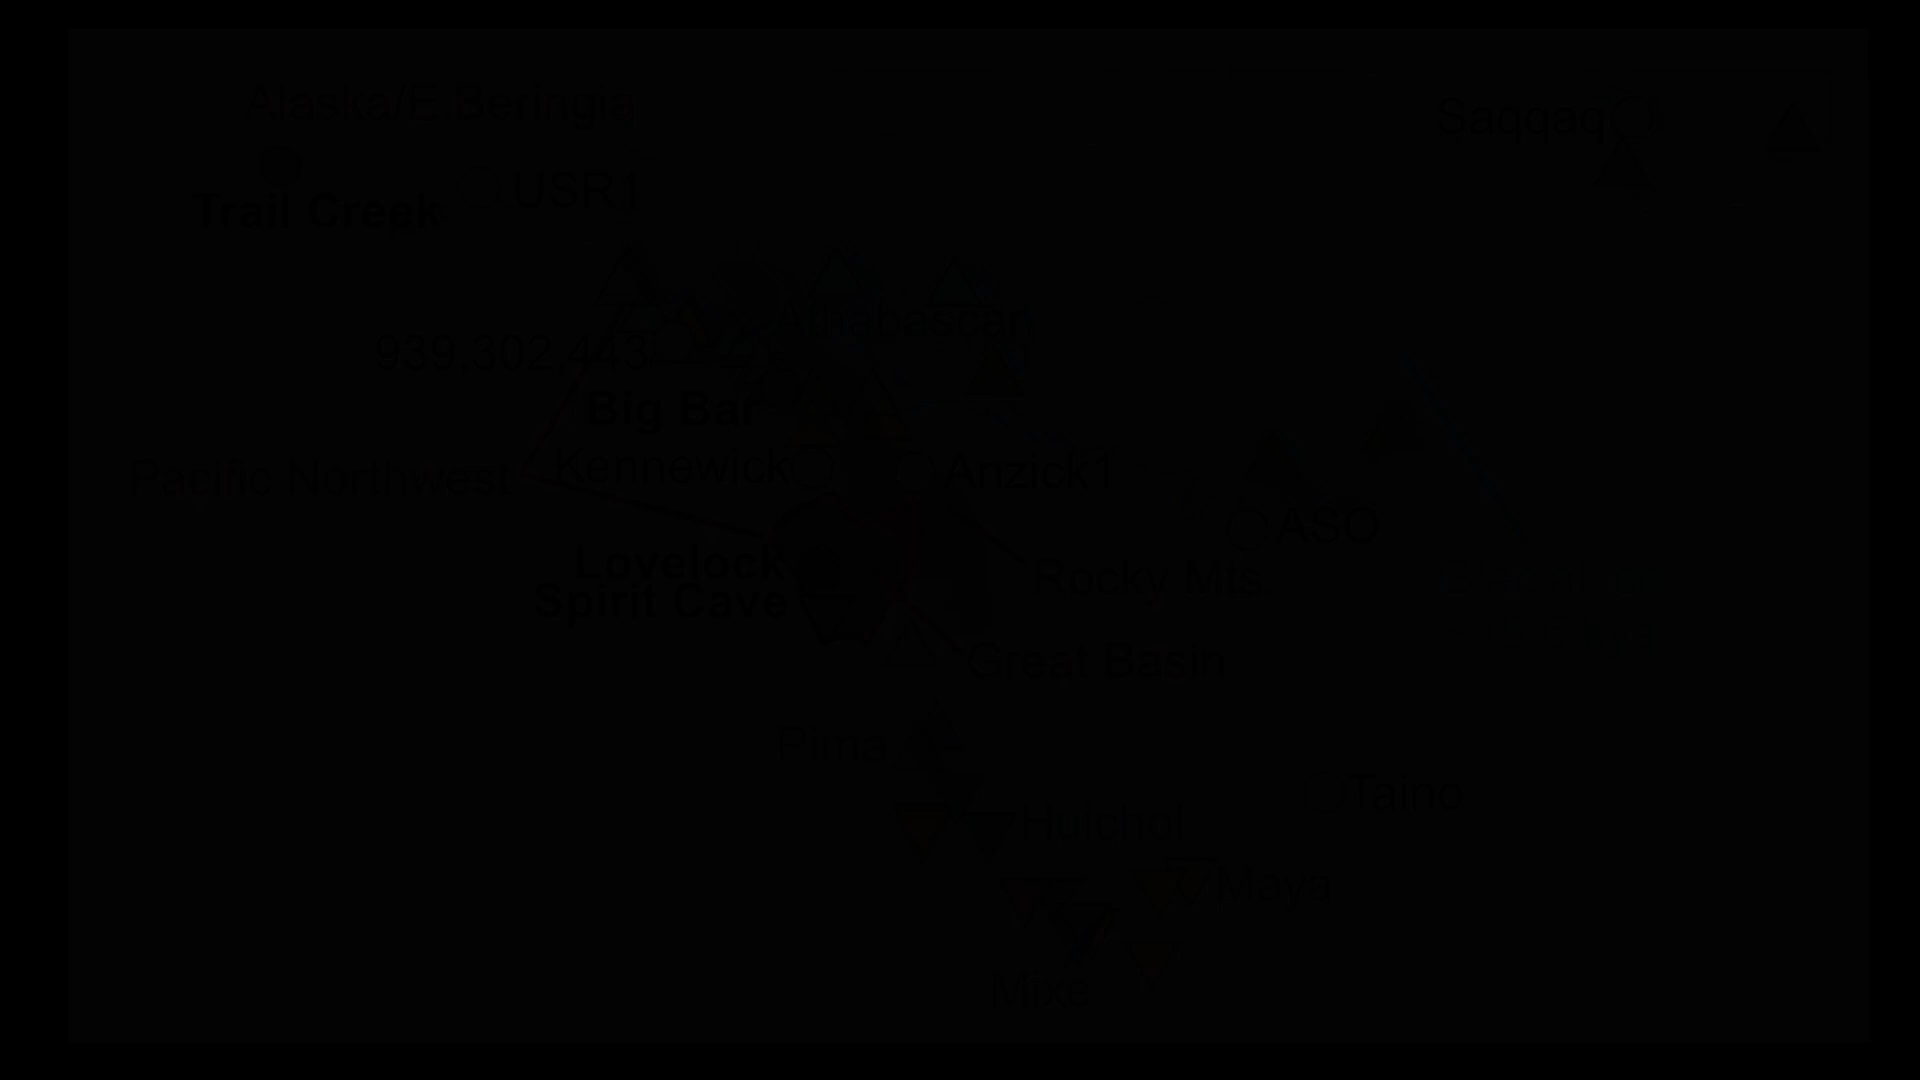 Alaska/E.Beringia
Saqqaq
USR1
Trail Creek
Athabascan
939,302,443
Big Bar
Kennewick
Anzick1
Pacific Northwest
ASO
Lovelock
Rocky Mts.
Spirit Cave
Great Basin
Pima
Taino
Huichol
Maya
Mixe